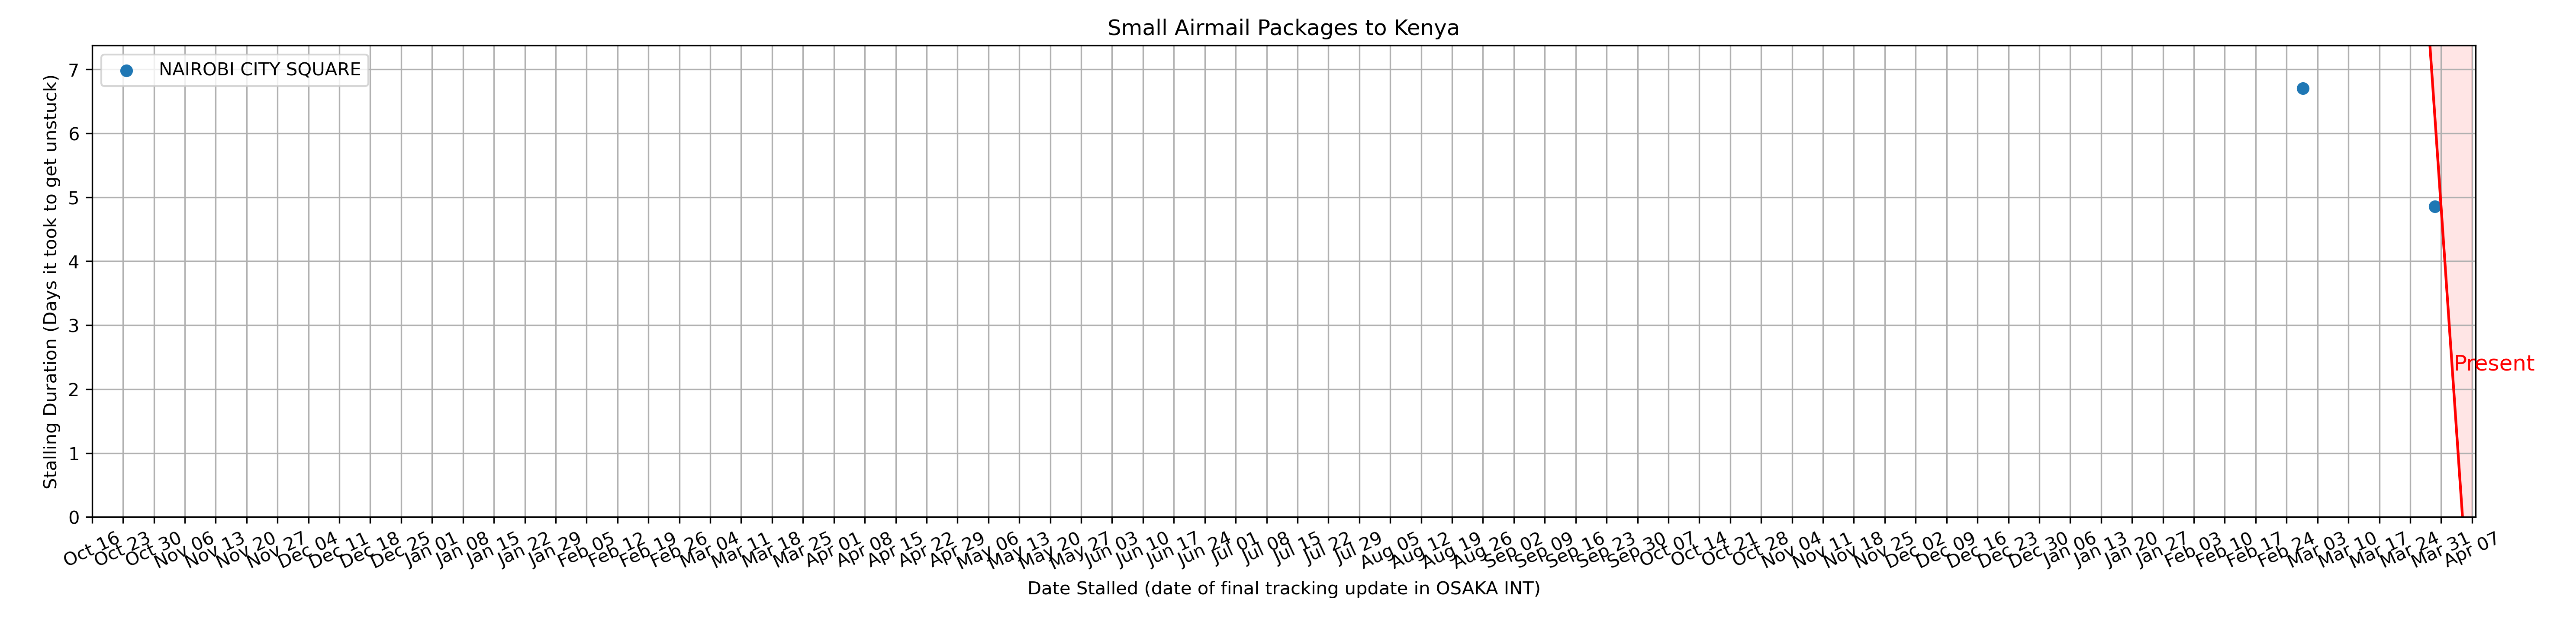 Small Airmail Packages to Kenya
NAIROBI CITY SQUARE
Stalling Duration (Days it took to get unstuck)
7
6
5
4
3
2
1
0
Present
Oct 16 Oct 23 Oct 30 Nov 06 Nov 13 Nov 20 Nov 27 Dec 04 Dec 11 Dec 18 Dec 25 Jan 01 Jan 08 Jan 15 Jan 22 Jan 29 Feb 05 Feb 12 Feb 19 Feb 26 Mar 04 Mar 11 Mar 18 Mar 25 Apr 01 Apr 08 Apr 15 Apr 22 Apr 29 May 06 May 13 May 20 May 27 Jun 03 Jun 10 Jun 17 Jun 24 Jul 01 Jul 08 Jul 15 Jul 22 Jul 29 Aug 05 Aug 12 Aug 19 Aug 26 Sep 02 Sep 09 Sep 16 Sep 23 Sep 30 Oct 07 Oct 14 Oct 21 Oct 28 Nov 04 Nov 11 Nov 18 Nov 25 Dec 02 Dec 09 Dec 16 Dec 23 Dec 30 Jan 06 Jan 13 Jan 20 Jan 27 Feb 03 Feb 10 Feb 17 Feb 24 Mar 03 Mar 10 Mar 17 Mar 24 Mar 31 Apr 07
Date Stalled (date of final tracking update in OSAKA INT)